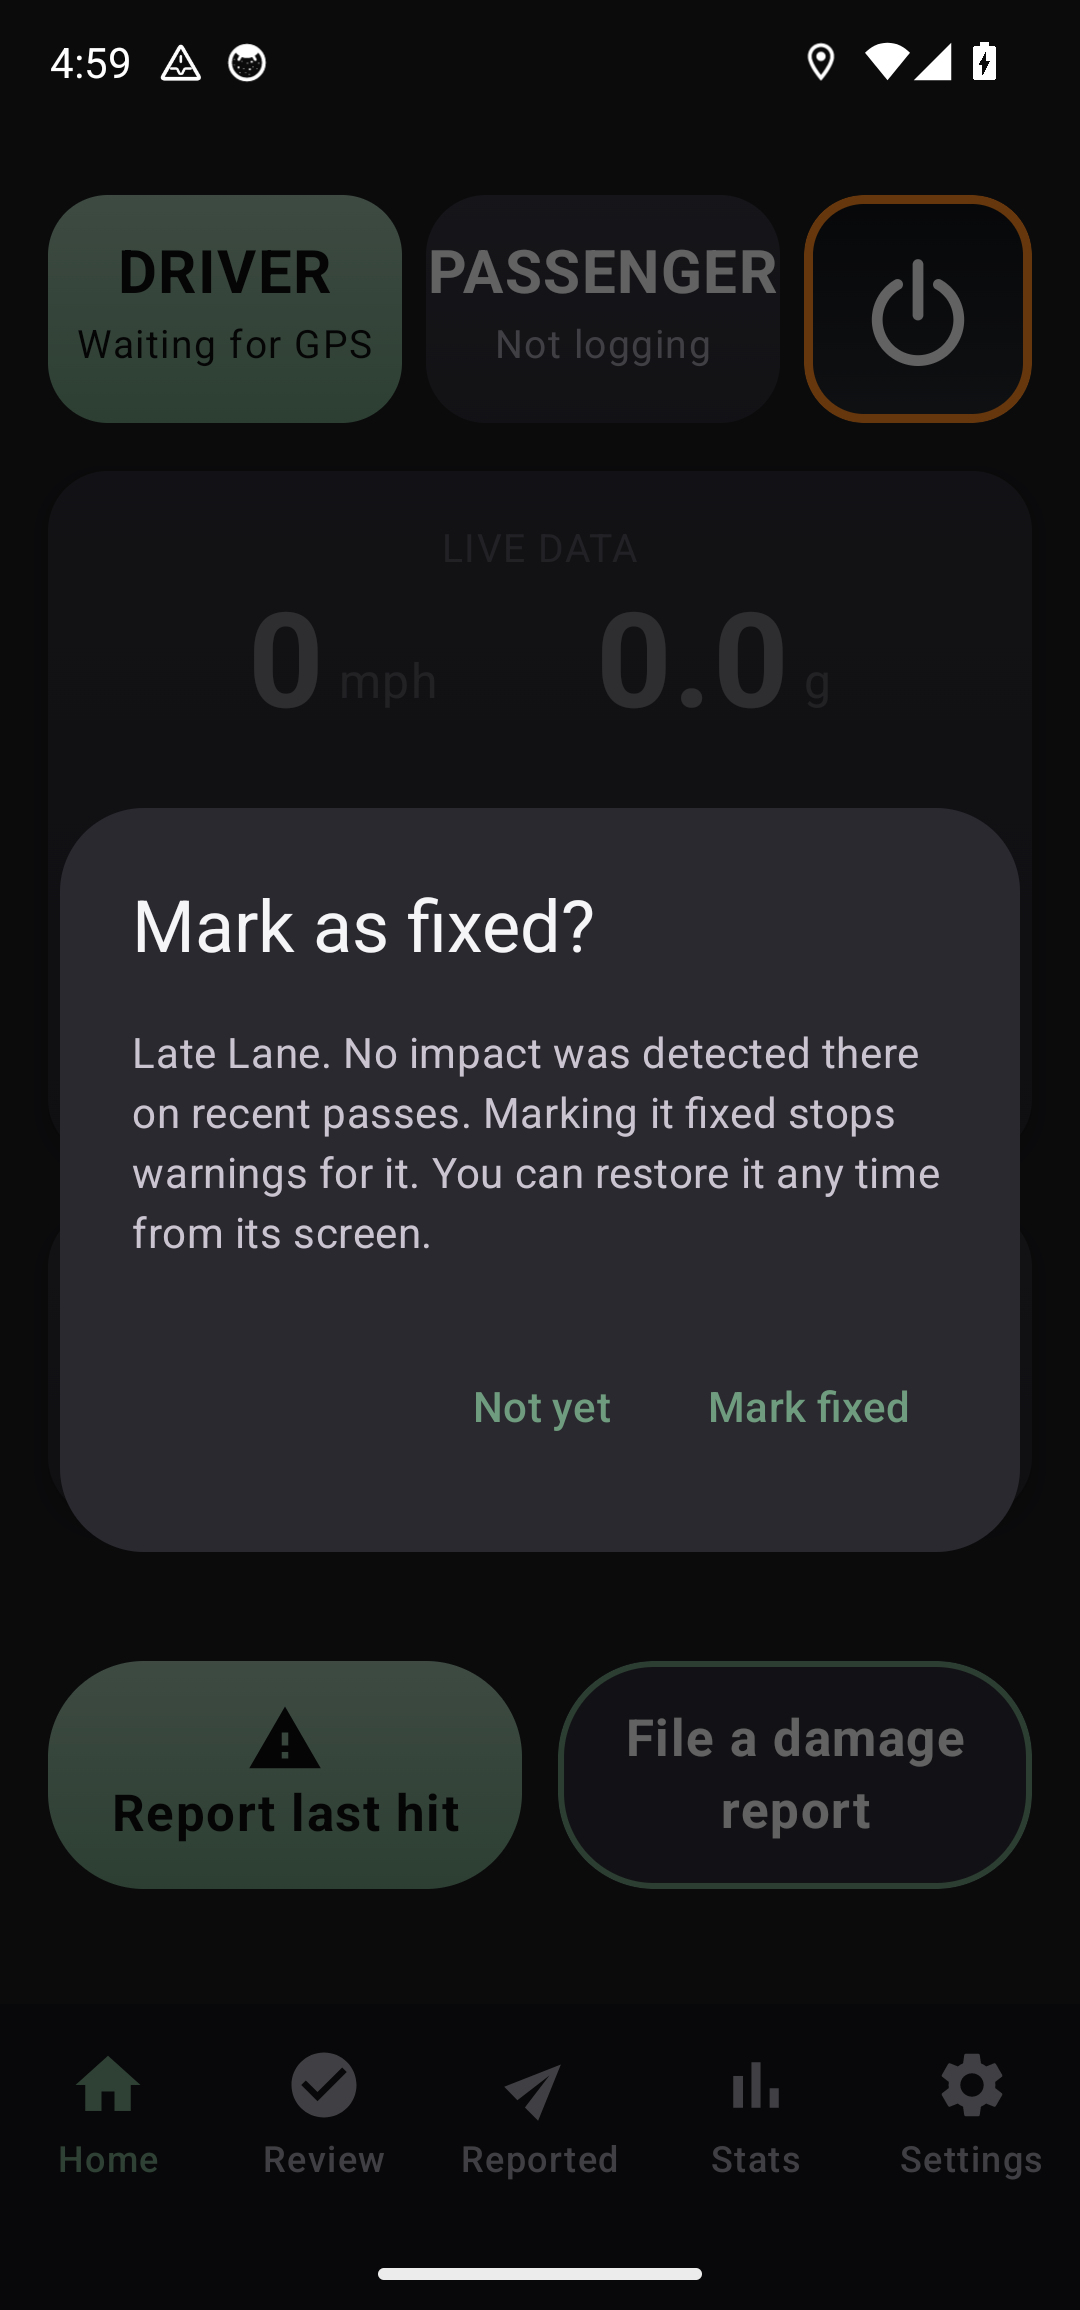 4:59
DRIVER
Waiting for GPS
PASSENGER
Not logging
LIVE DATA
0 mph
0.0 g
Mark as fixed?
Late Lane. No impact was detected there
on recent passes. Marking it fixed stops
warnings for it. You can restore it any time
from its screen.
Not yet
Mark fixed
Report last hit
File a damage
report
Home
Review
Reported
Stats
Settings